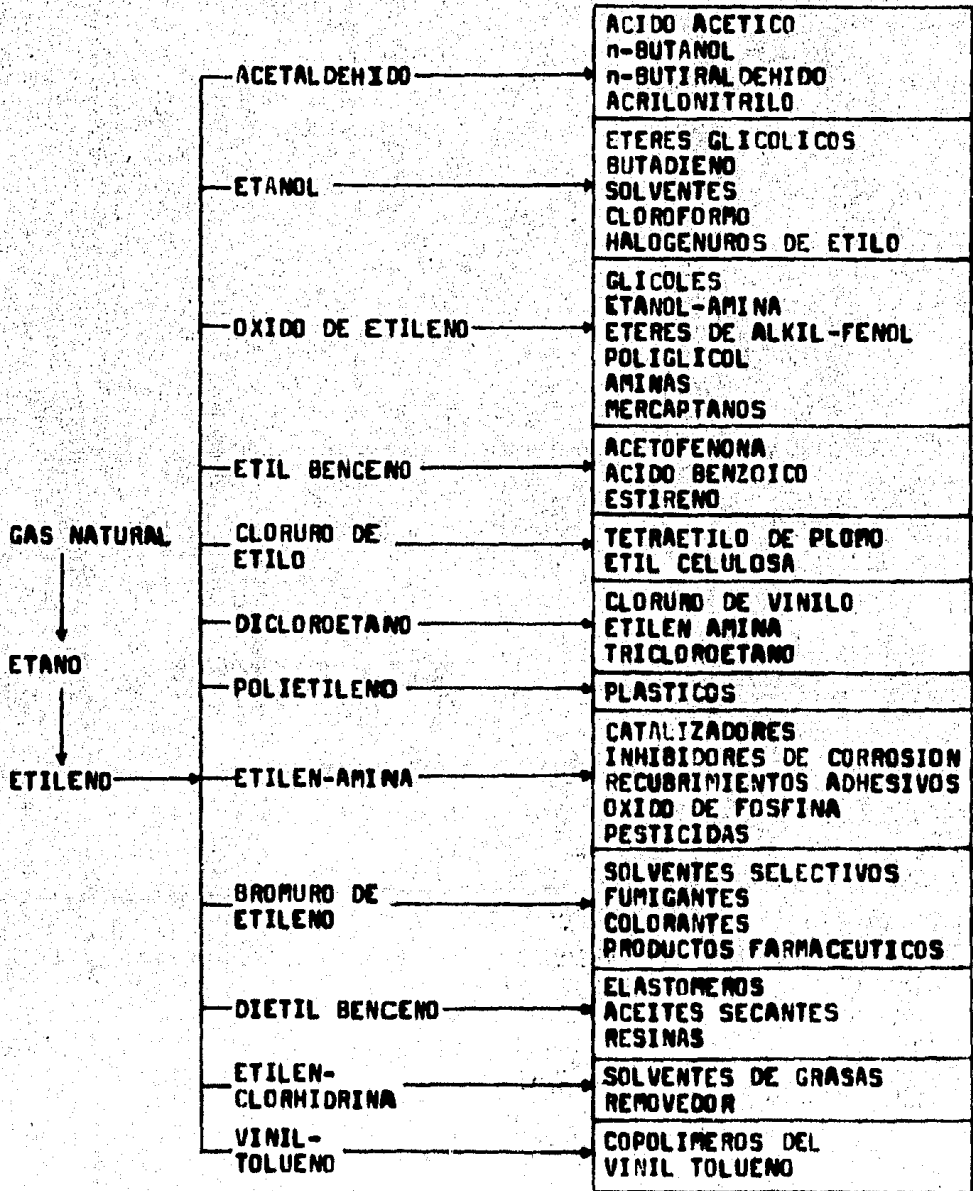 ACETALDEHIDO
ACIDO ACETICO
n-BUTANOL
n-BUTIRALDEHIDO
ACRILONITRILO
ETANOL
ETERES GLICOLICOS
BUTADIENO
SOLVENTES
CLOROFORMO
HALOGENUROS DE ETILO
OXIDO DE ETILENO
GLICOLES
ETANOL-AMINA
ETERES DE ALKIL-FENOL
POLIGLICOL
AMINAS
MERCAPTANOS
ETIL BENCENO
ACETOFENONA
ACIDO BENZOICO
ESTIRENO
GAS NATURAL
ETANO
ETILENO
CLORURO DE
ETILO
TETRAETILO DE PLOMO
ETIL CELULOSA
DICLOROETANO
CLORURO DE VINILO
ETILEN AMINA
TRICLOROETANO
POLIETILENO
PLASTICOS
ETILEN-AMINA
CATALIZADORES
INHIBIDORES DE CORROSION
RECUBRIMIENTOS ADHESIVOS
OXIDO DE FOSFINA
PESTICIDAS
BROMURO DE
ETILENO
SOLVENTES SELECTIVOS
FUMIGANTES
COLORANTES
PRODUCTOS FARMACEUTICOS
DIETIL BENCENO
ELASTOMEROS
ACEITES SECANTES
RESINAS
ETILEN-
CLORHIDRINA
SOLVENTES DE GRASAS
REMOVEDOR
VINIL-
TOLUENO
COPOLIMEROS DEL
VINIL TOLUENO